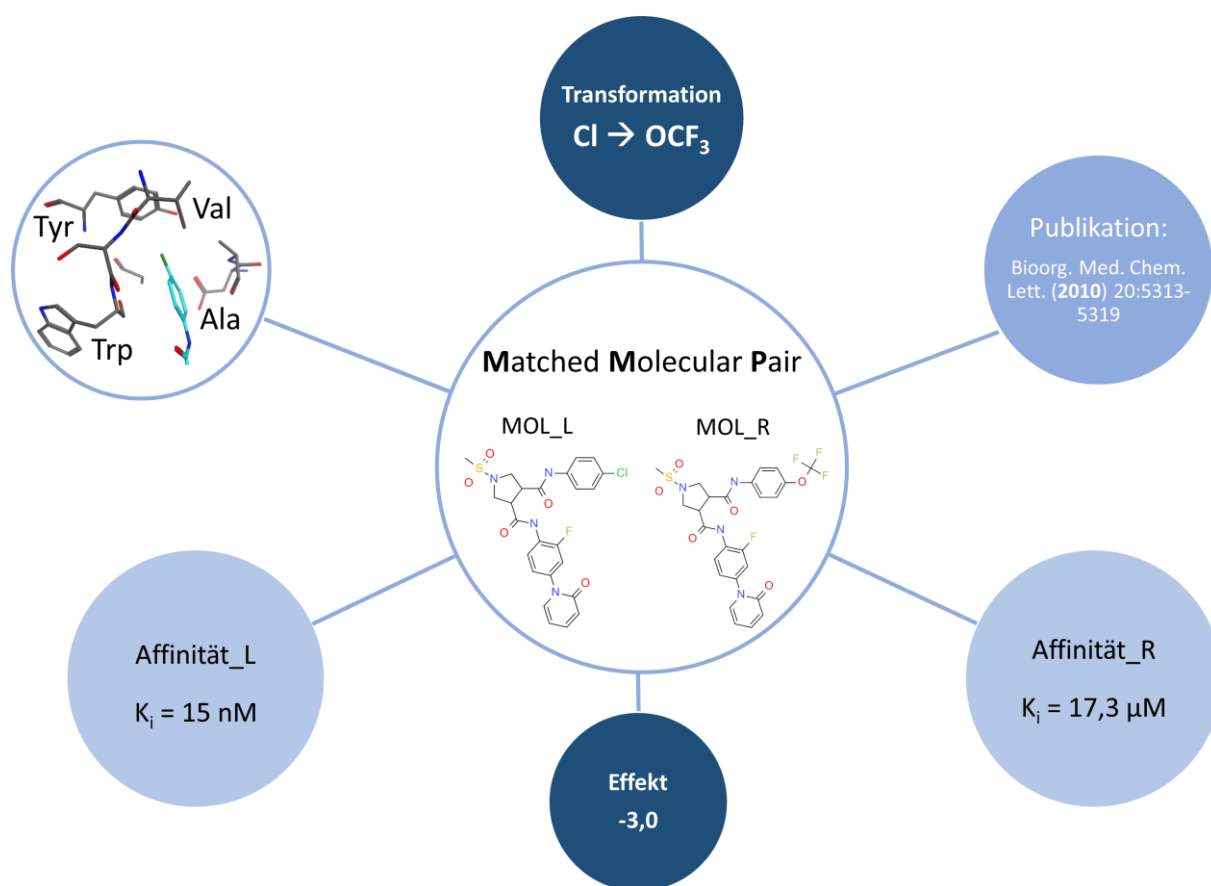 Transformation
Cl → OCF₃
Tyr
Val
Ala
Trp
Publikation:
Bioorg. Med. Chem.
Lett. (2010) 20:5313-
5319
Matched Molecular Pair
MOL_L
MOL_R
O
S
O
N
N
O
Cl
O
N
F
N
O
O
S
O
N
N
O
O
F
F
F
O
N
F
N
O
Affinität_L
Kᵢ = 15 nM
Affinität_R
Kᵢ = 17,3 µM
Effekt
-3,0